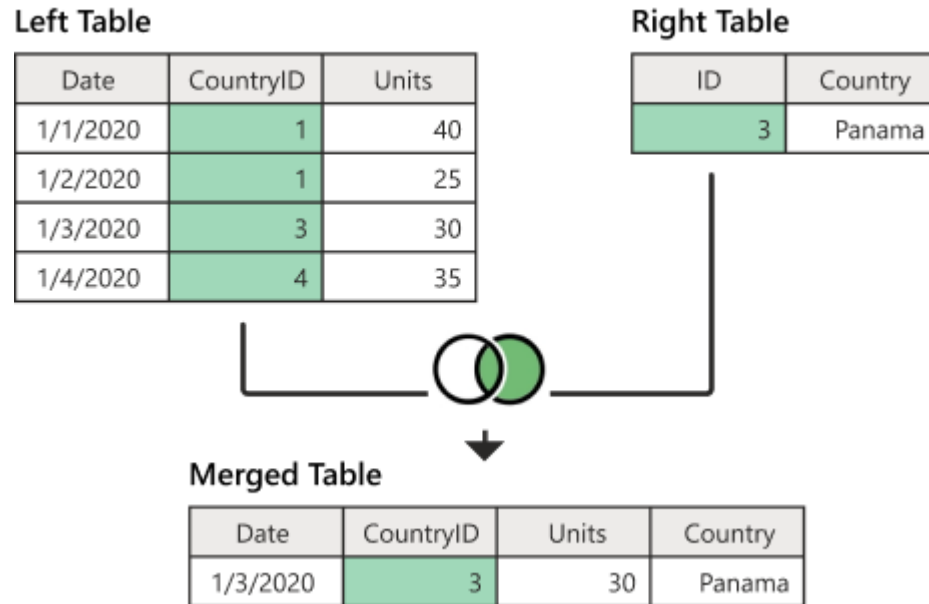 Left Table
Date CountryID Units
1/1/2020 1 40
1/2/2020 1 25
1/3/2020 3 30
1/4/2020 4 35
Right Table
ID Country
3 Panama
Merged Table
Date CountryID Units Country
1/3/2020 3 30 Panama